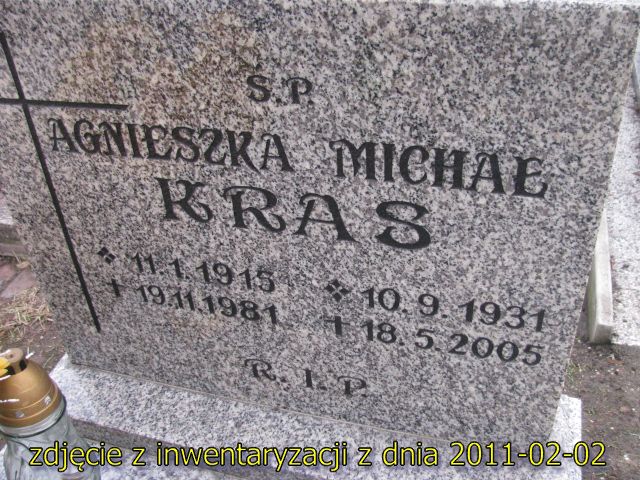 Ś.P.
AGNIESZKA MICHAŁ
KRAS
11.1.1915 10.9.1931
19.11.1981 18.5.2005
R.I.P.
zdjęcie z inwentaryzacji z dnia 2011-02-02